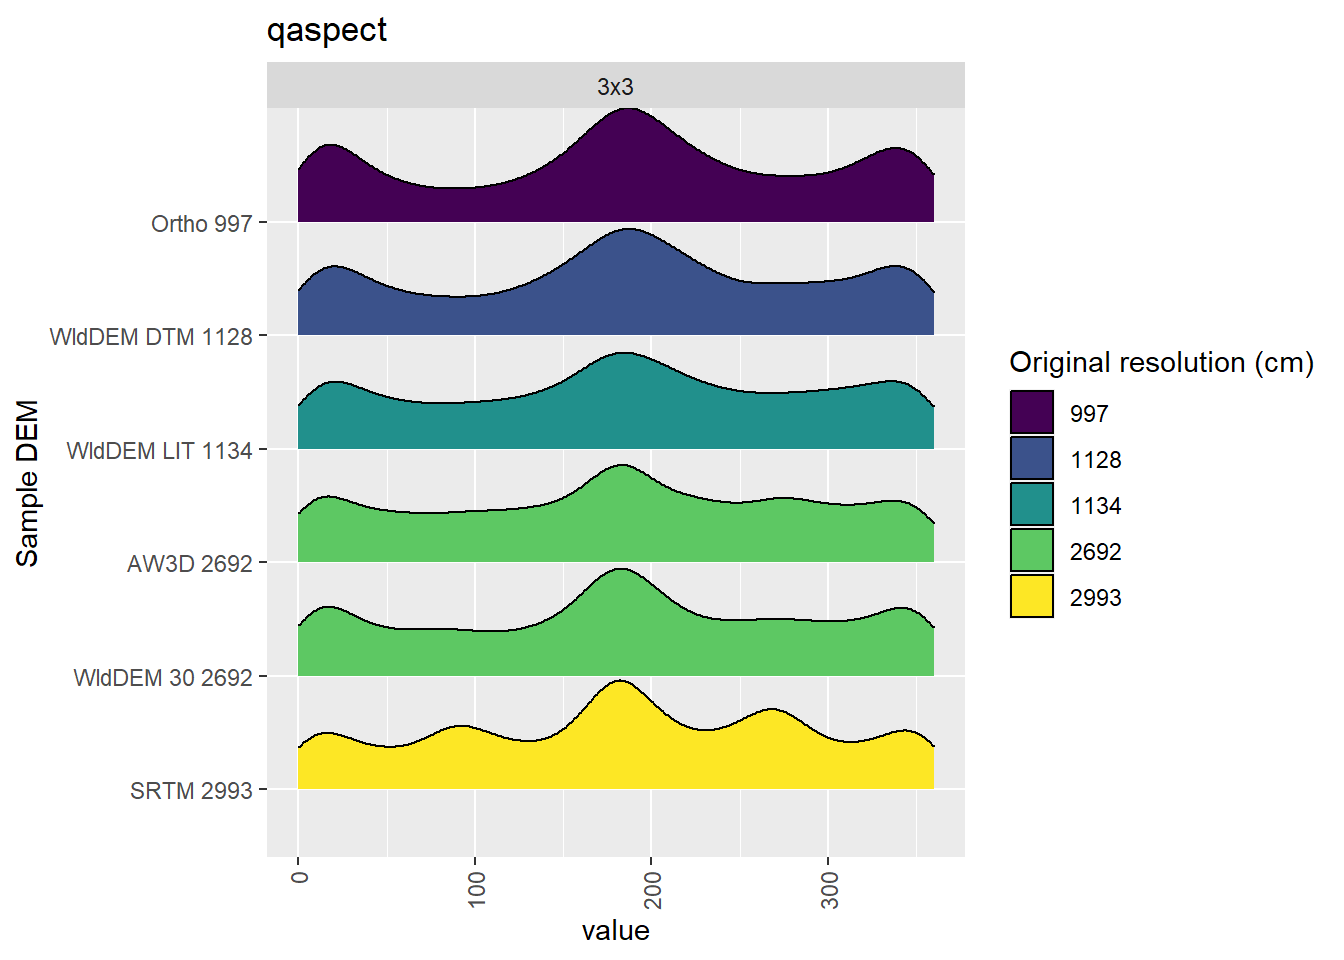 qaspect
3x3
Ortho 997
WldDEM DTM 1128
WldDEM LIT 1134
AW3D 2692
WldDEM 30 2692
SRTM 2993
Sample DEM
0
100
200
300
value
Original resolution (cm)
997
1128
1134
2692
2993